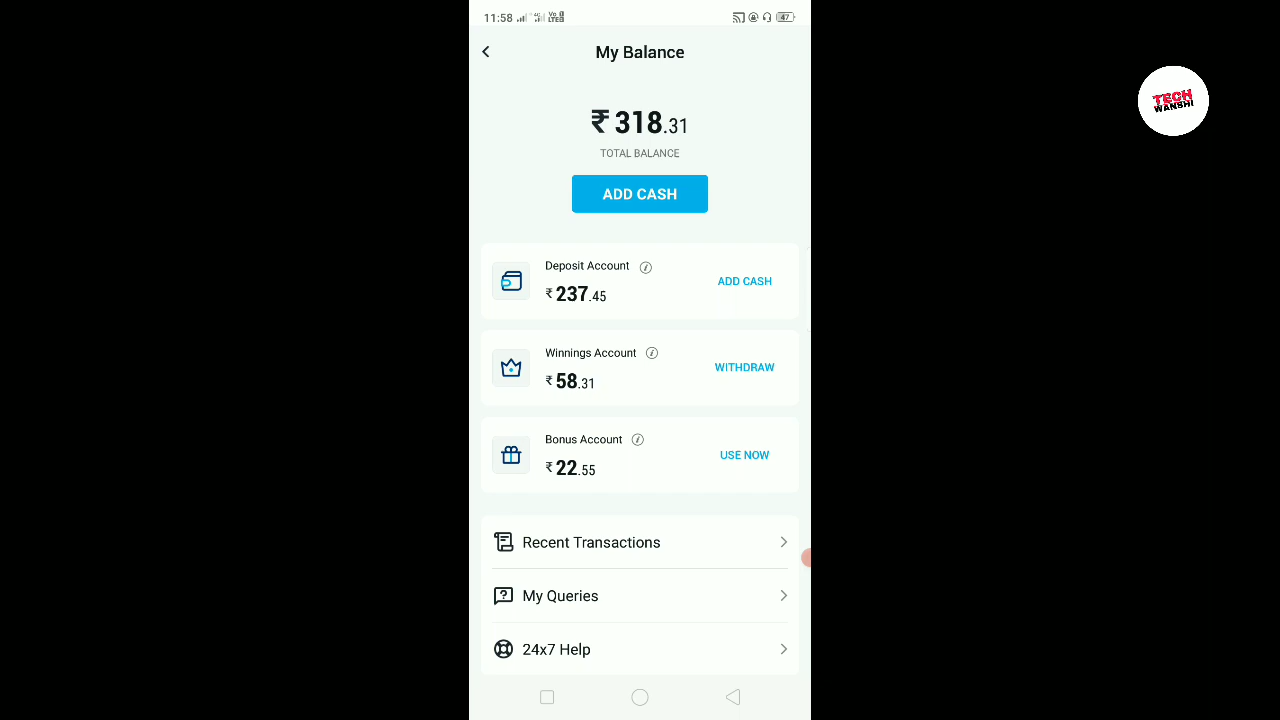 11:58
47
My Balance
₹ 318.31
TOTAL BALANCE
ADD CASH
Deposit Account
₹ 237.45
ADD CASH
Winnings Account
₹ 58.31
WITHDRAW
Bonus Account
₹ 22.55
USE NOW
Recent Transactions
My Queries
24x7 Help
TECH
WANSHI